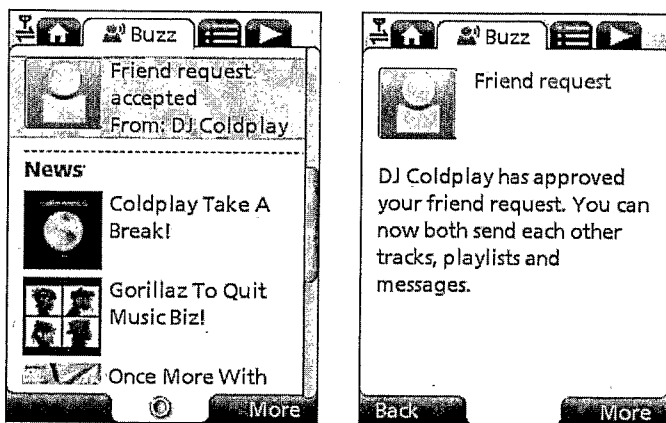 Buzz
Friend request
accepted
From: DJ Coldplay
News
Coldplay Take A
Break!
Gorillaz To Quit
Music Biz!
Once More With
More
Buzz
Friend request
DJ Coldplay has approved
your friend request. You can
now both send each other
tracks, playlists and
messages.
Back
More